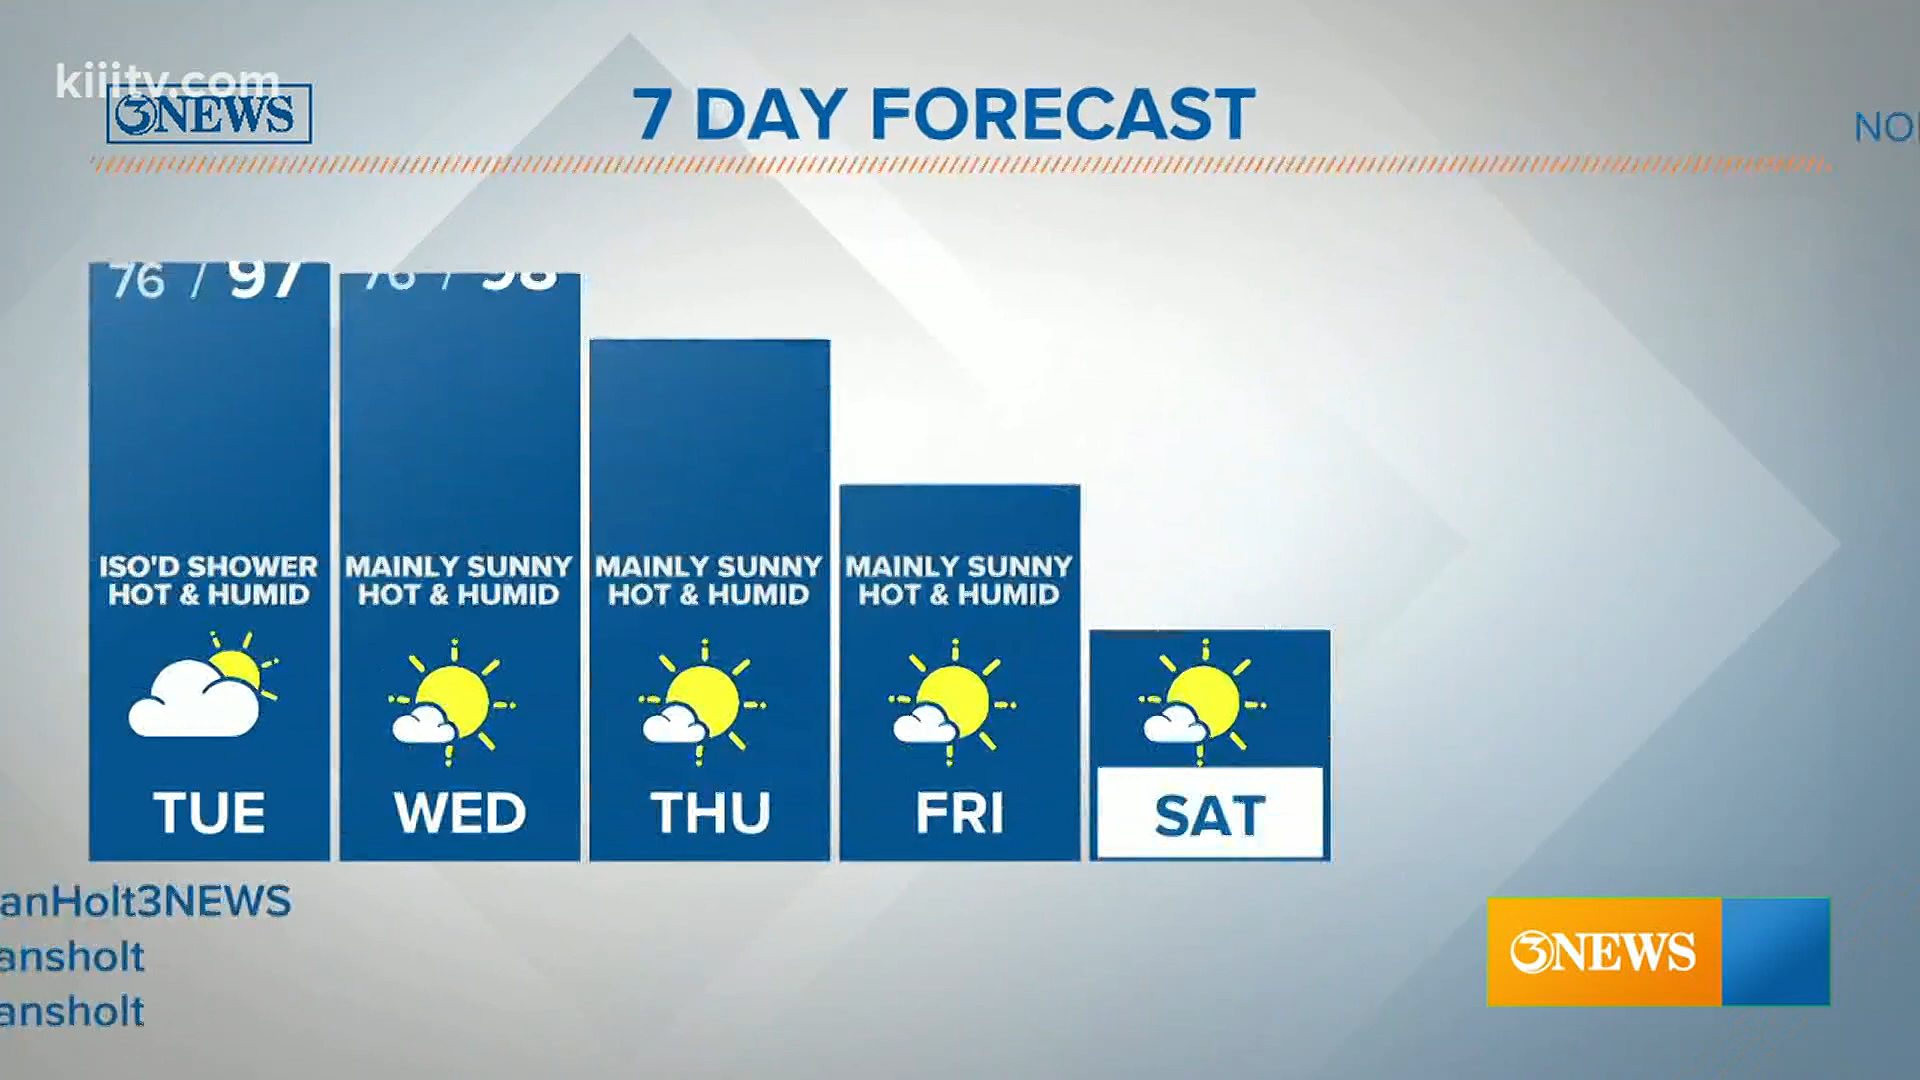 kiiitv.com
3NEWS
7 DAY FORECAST
76 / 97
ISO'D SHOWER
HOT & HUMID
TUE
MAINLY SUNNY
HOT & HUMID
WED
MAINLY SUNNY
HOT & HUMID
THU
MAINLY SUNNY
HOT & HUMID
FRI
SAT
anHolt3NEWS
ansholt
ansholt
3NEWS